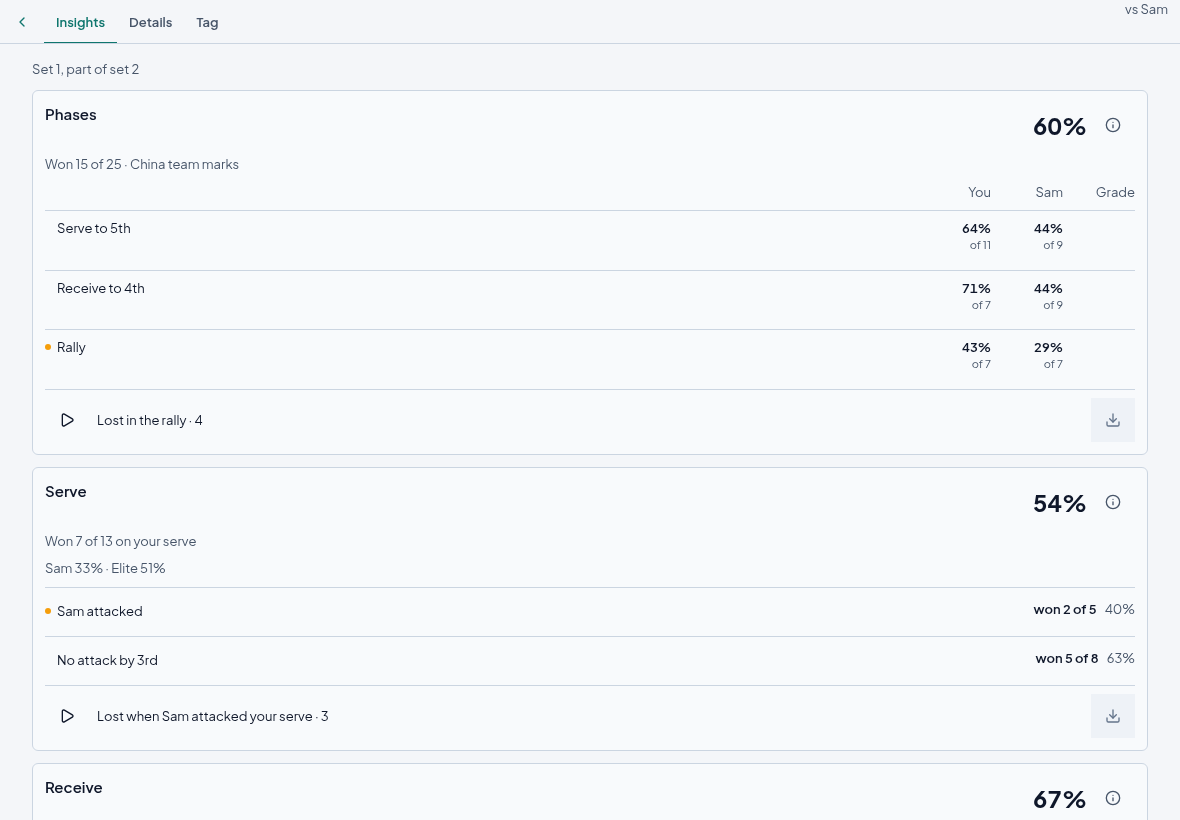 Insights Details Tag
vs Sam
Set 1, part of set 2
Phases
60%
Won 15 of 25 · China team marks
You Sam Grade
Serve to 5th 64% 44%
of 11 of 9
Receive to 4th 71% 44%
of 7 of 9
Rally 43% 29%
of 7 of 7
Lost in the rally · 4
Serve
54%
Won 7 of 13 on your serve
Sam 33% · Elite 51%
Sam attacked won 2 of 5 40%
No attack by 3rd won 5 of 8 63%
Lost when Sam attacked your serve · 3
Receive
67%